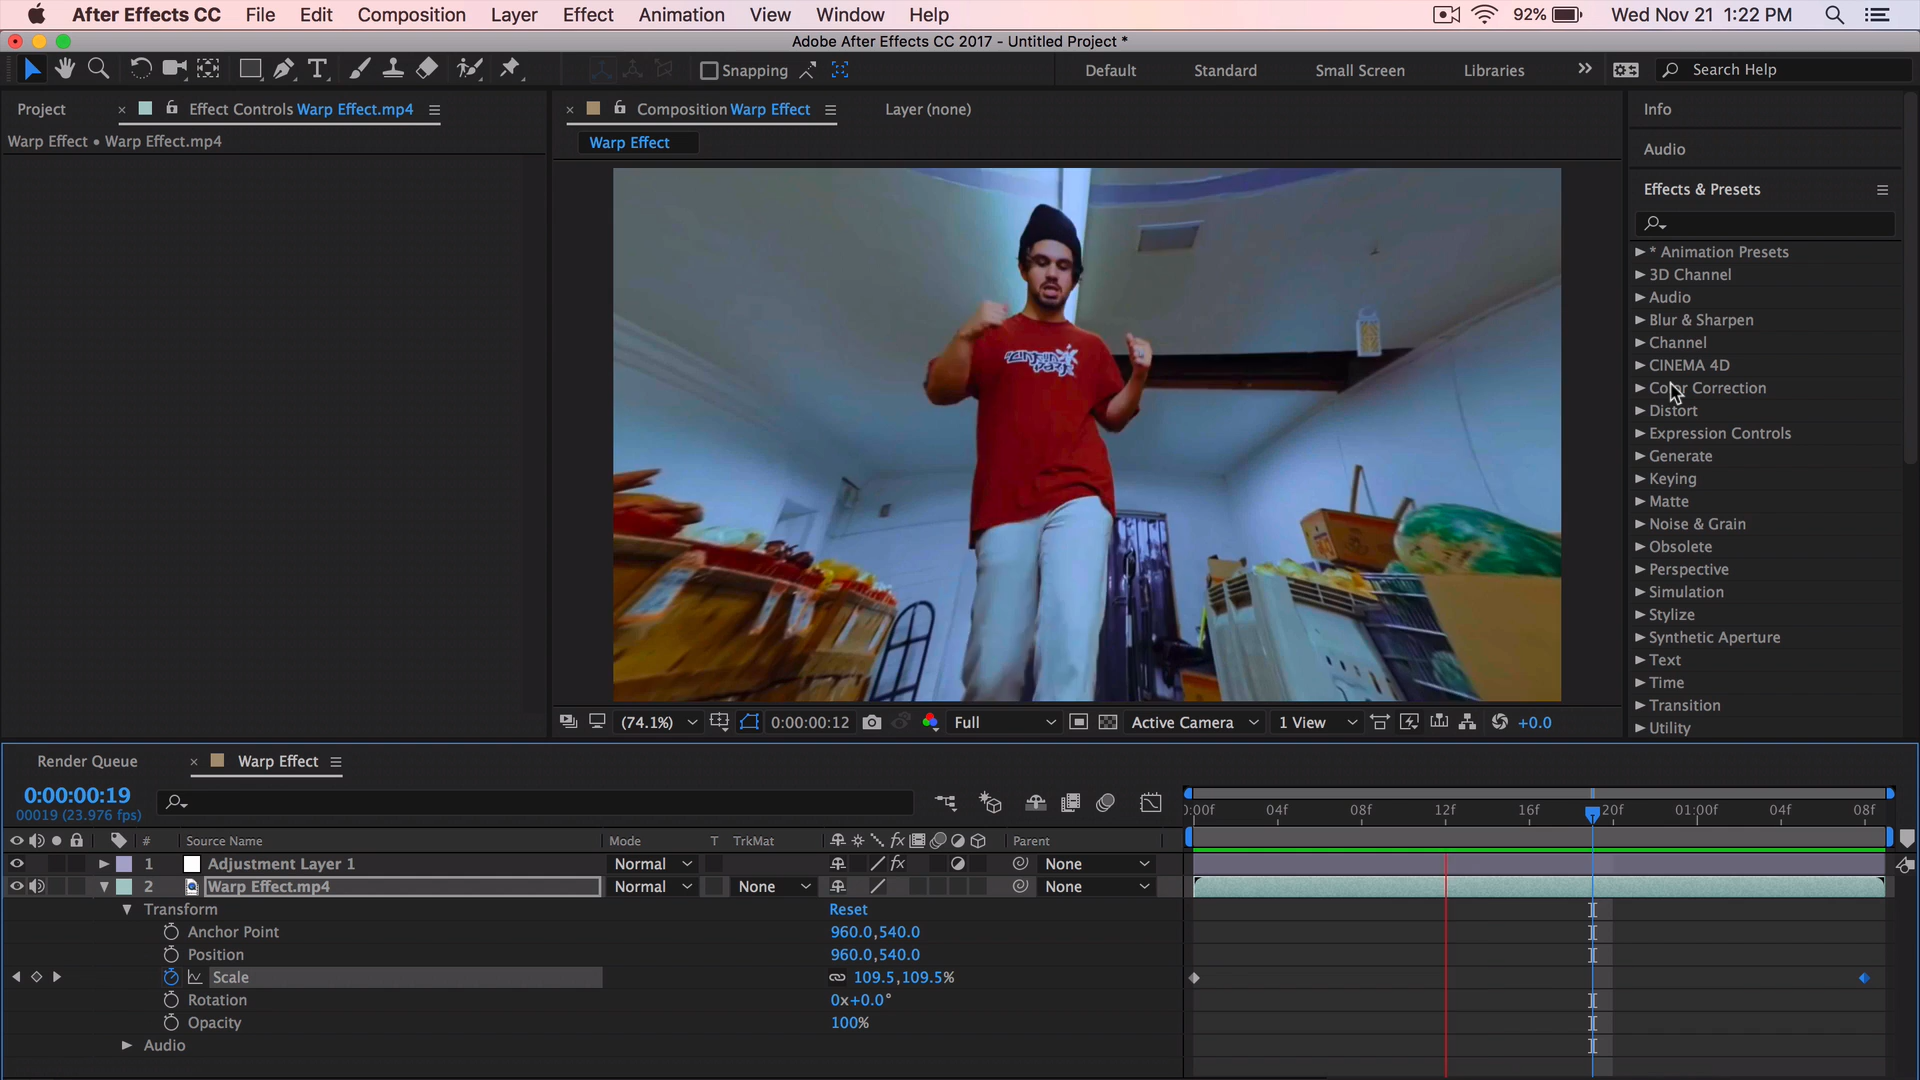 After Effects CC File Edit Composition Layer Effect Animation View Window Help 92% Wed Nov 21 1:22 PM
Adobe After Effects CC 2017 - Untitled Project *
Snapping Default Standard Small Screen Libraries Search Help
Project Effect Controls Warp Effect.mp4 Composition Warp Effect Layer (none) Info
Warp Effect • Warp Effect.mp4 Warp Effect
Audio
Effects & Presets
* Animation Presets
3D Channel
Audio
Blur & Sharpen
Channel
CINEMA 4D
Color Correction
Distort
Expression Controls
Generate
Keying
Matte
Noise & Grain
Obsolete
Perspective
Simulation
Stylize
Synthetic Aperture
Text
Time
Transition
Utility
(74.1%) 0:00:00:12 Full Active Camera 1 View +0.0
Render Queue Warp Effect
0:00:00:19
00019 (23.976 fps)
0:00f 04f 08f 12f 16f 20f 01:00f 04f 08f
# Source Name Mode T TrkMat fx Parent
1 Adjustment Layer 1 Normal fx None
2 Warp Effect.mp4 Normal None None
Transform Reset
Anchor Point 960.0,540.0
Position 960.0,540.0
Scale 109.5,109.5%
Rotation 0x+0.0°
Opacity 100%
Audio